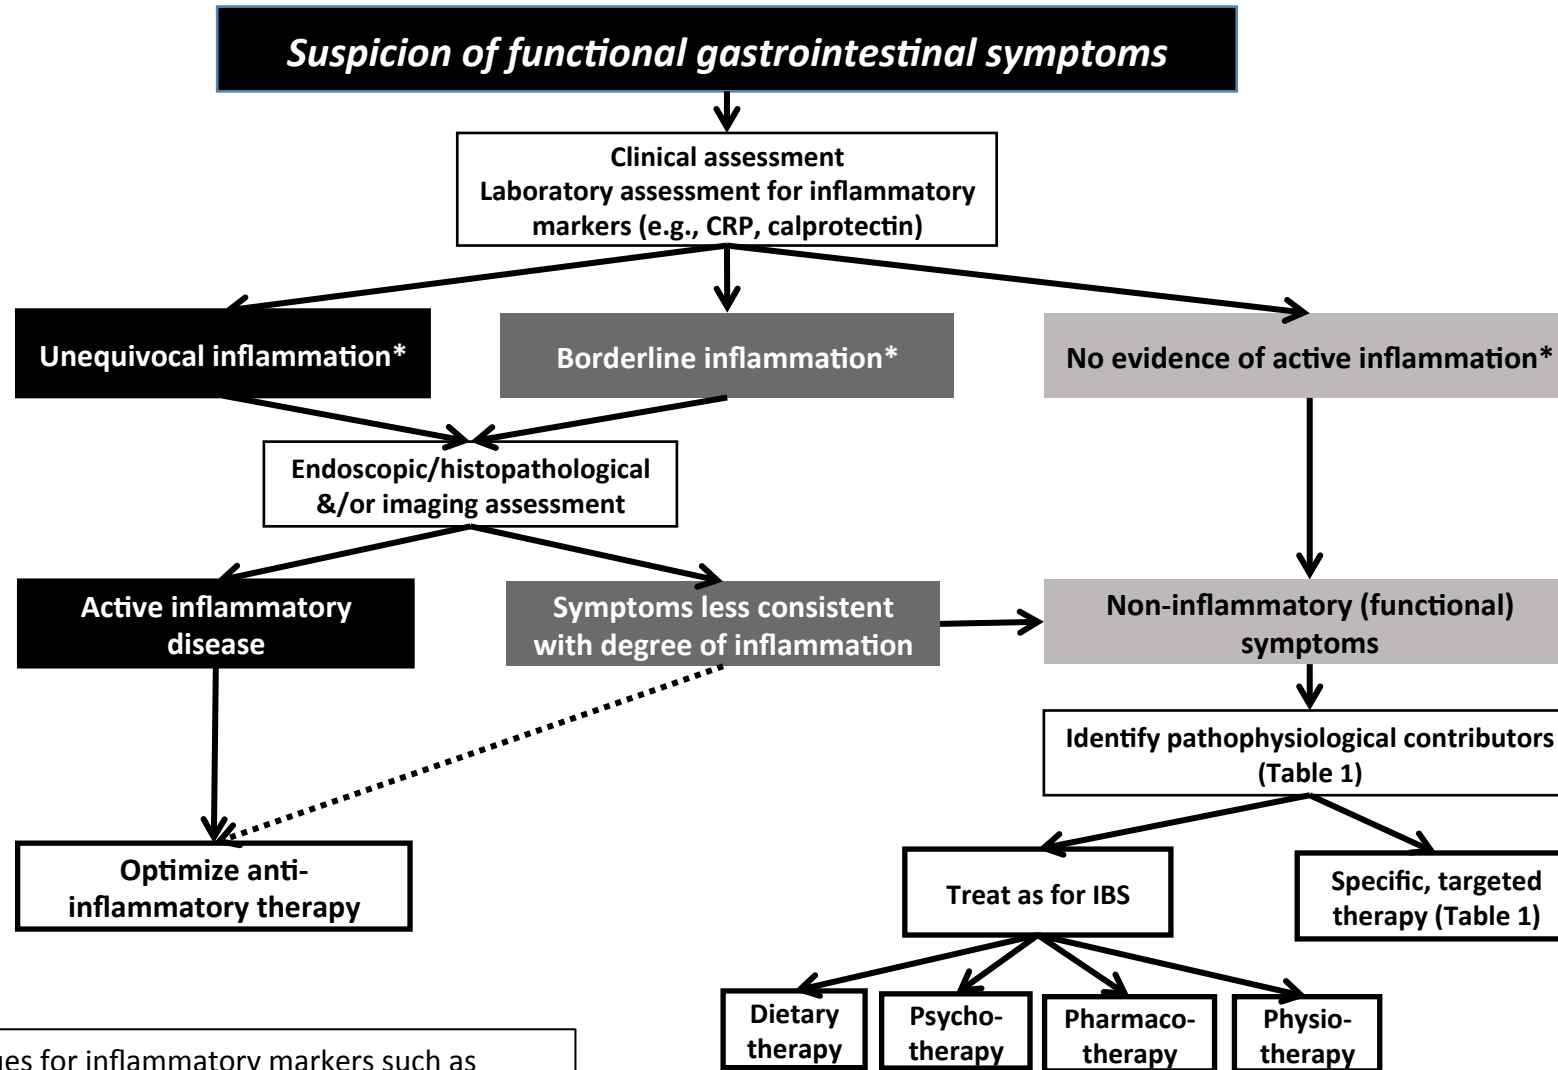 Suspicion of functional gastrointestinal symptoms
Clinical assessment
Laboratory assessment for inflammatory
markers (e.g., CRP, calprotectin)
Unequivocal inflammation*
Borderline inflammation*
No evidence of active inflammation*
Endoscopic/histopathological
&/or imaging assessment
Active inflammatory
disease
Symptoms less consistent
with degree of inflammation
Non-inflammatory (functional)
symptoms
Identify pathophysiological contributors
(Table 1)
Optimize anti-
inflammatory therapy
Treat as for IBS
Specific, targeted
therapy (Table 1)
Dietary
therapy
Psycho-
therapy
Pharmaco-
therapy
Physio-
therapy
for inflammatory markers such as